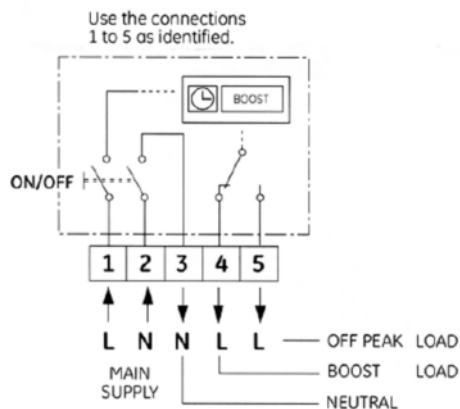 Use the connections
1 to 5 as identified.
BOOST
ON/OFF
1 2 3 4 5
L N N L L OFF PEAK LOAD
MAIN BOOST LOAD
SUPPLY
NEUTRAL